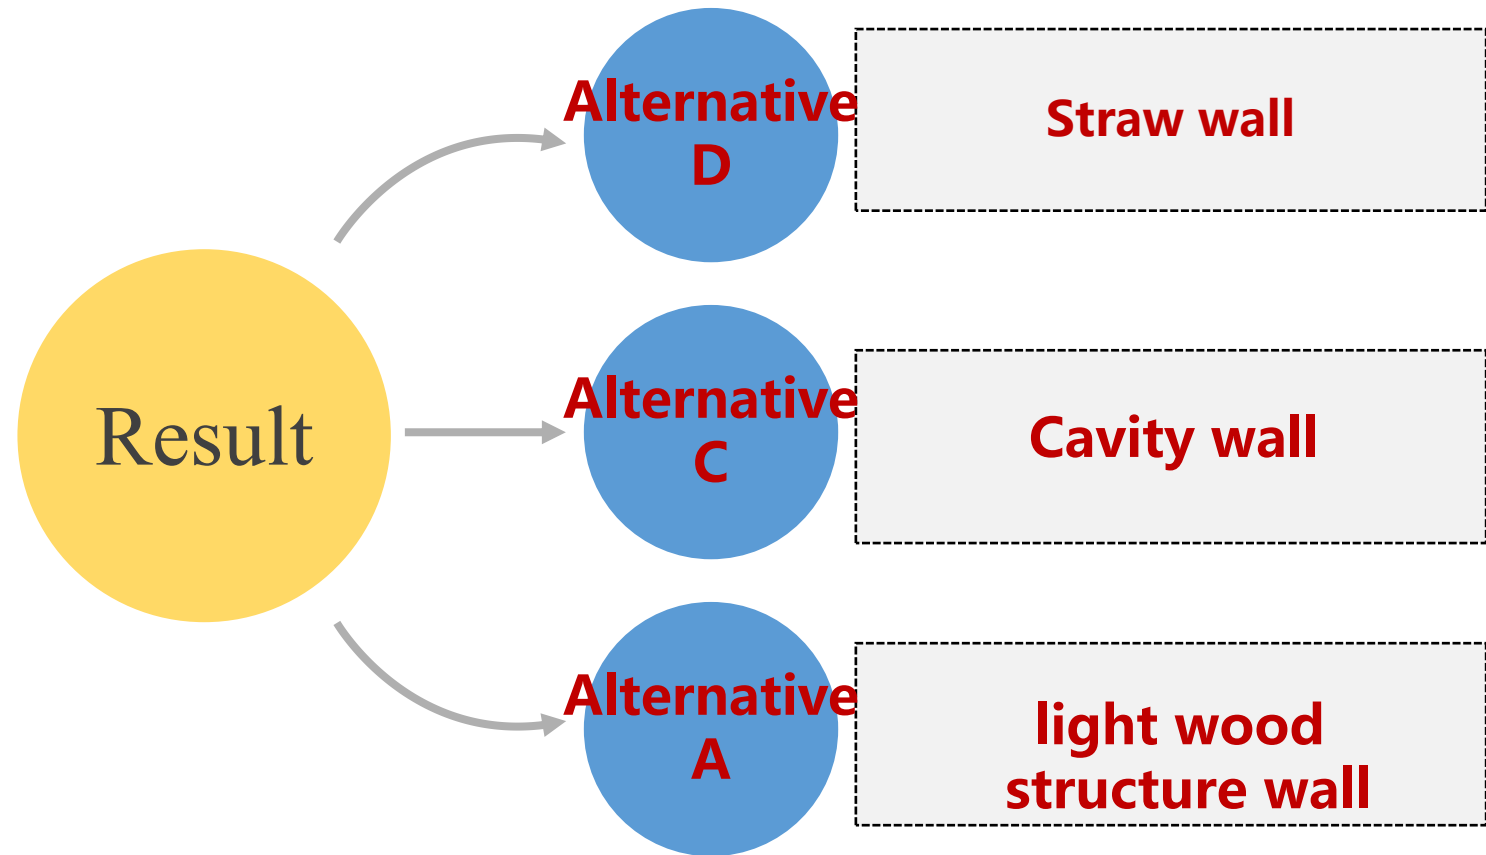 Result
Alternative
D
Straw wall
Alternative
C
Cavity wall
Alternative
A
light wood
structure wall